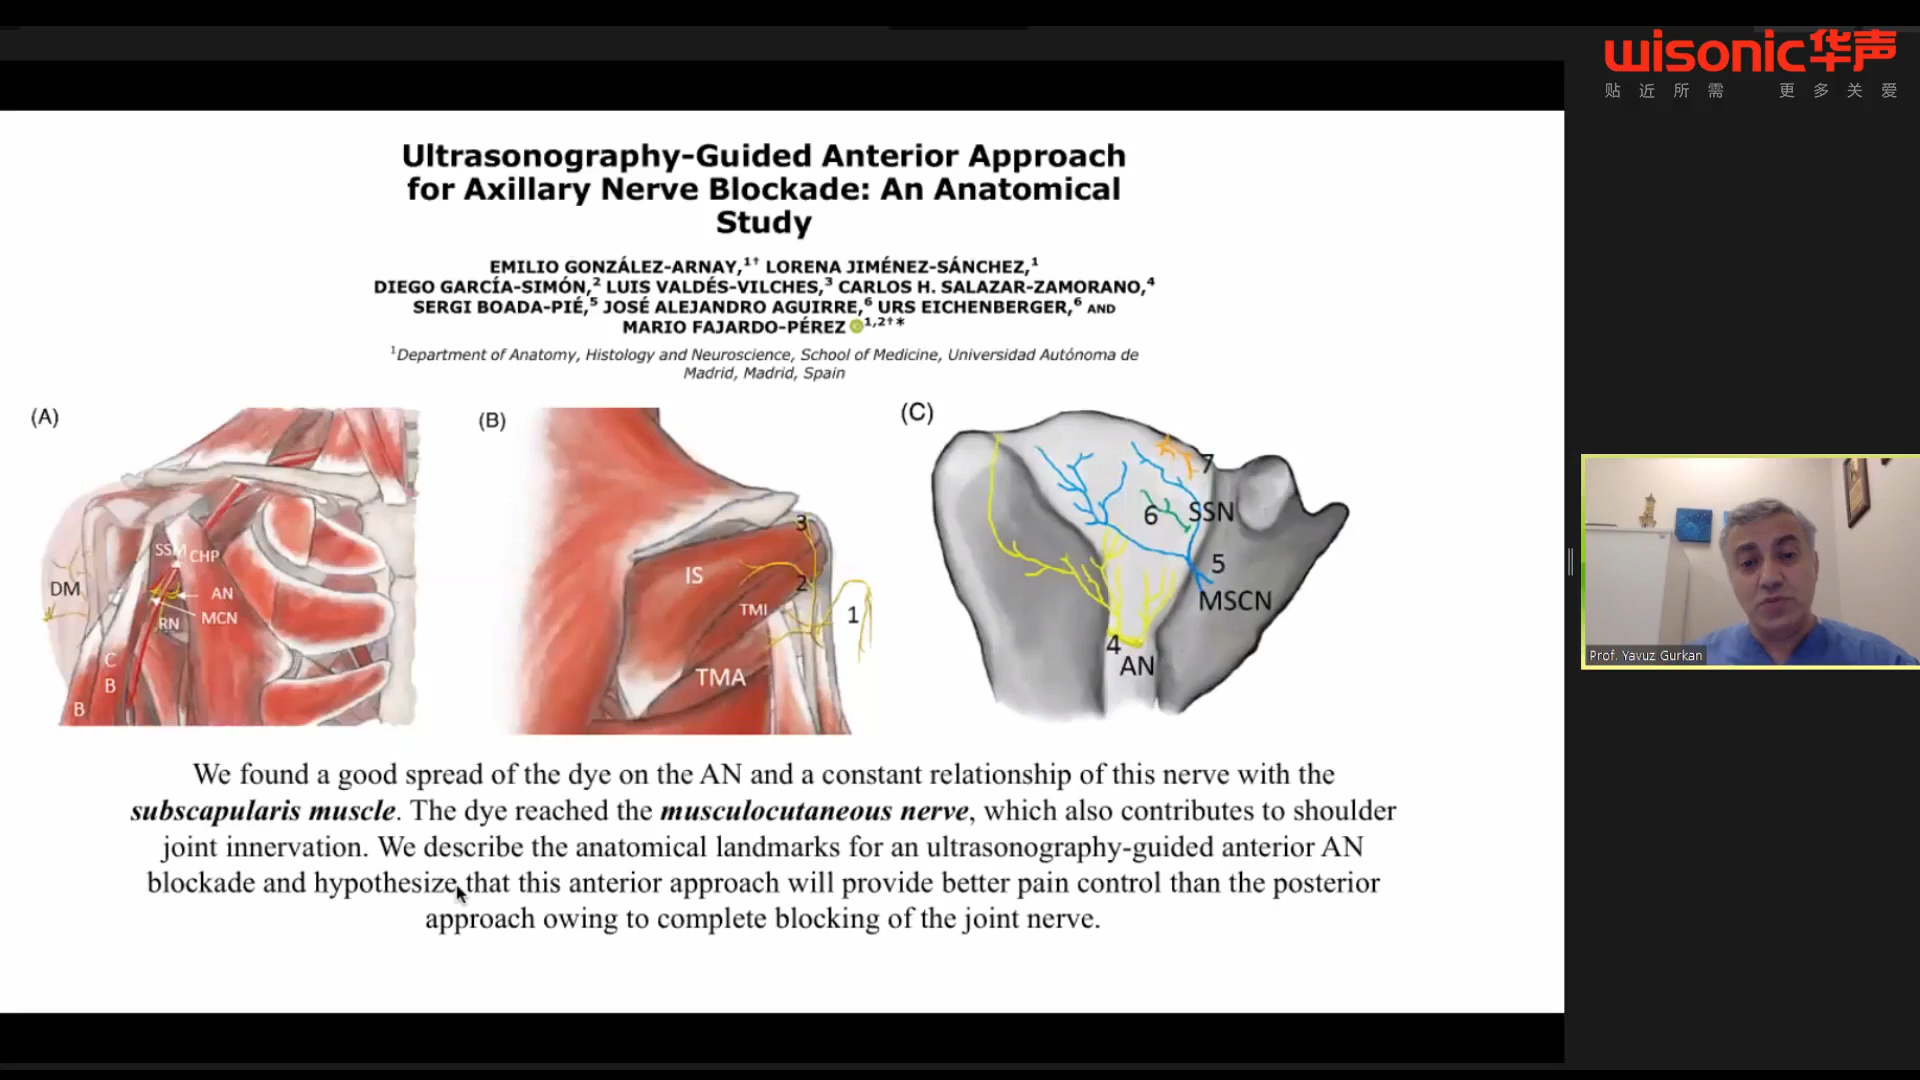 wisonic华声
贴近所需 更多关爱
Ultrasonography-Guided Anterior Approach
for Axillary Nerve Blockade: An Anatomical
Study
EMILIO GONZÁLEZ-ARNAY,1† LORENA JIMÉNEZ-SÁNCHEZ,1
DIEGO GARCÍA-SIMÓN,2 LUIS VALDÉS-VILCHES,3 CARLOS H. SALAZAR-ZAMORANO,4
SERGI BOADA-PIÉ,5 JOSÉ ALEJANDRO AGUIRRE,6 URS EICHENBERGER,6 AND
MARIO FAJARDO-PÉREZ 1,2†*
1Department of Anatomy, Histology and Neuroscience, School of Medicine, Universidad Autónoma de
Madrid, Madrid, Spain
(A)
SSM
CHP
DM
AN
MCN
RN
C
B
B
(B)
3
IS
2
TMI
1
TMA
(C)
7
6
SSN
5
MSCN
4
AN
We found a good spread of the dye on the AN and a constant relationship of this nerve with the
subscapularis muscle. The dye reached the musculocutaneous nerve, which also contributes to shoulder
joint innervation. We describe the anatomical landmarks for an ultrasonography-guided anterior AN
blockade and hypothesize that this anterior approach will provide better pain control than the posterior
approach owing to complete blocking of the joint nerve.
Prof. Yavuz Gurkan